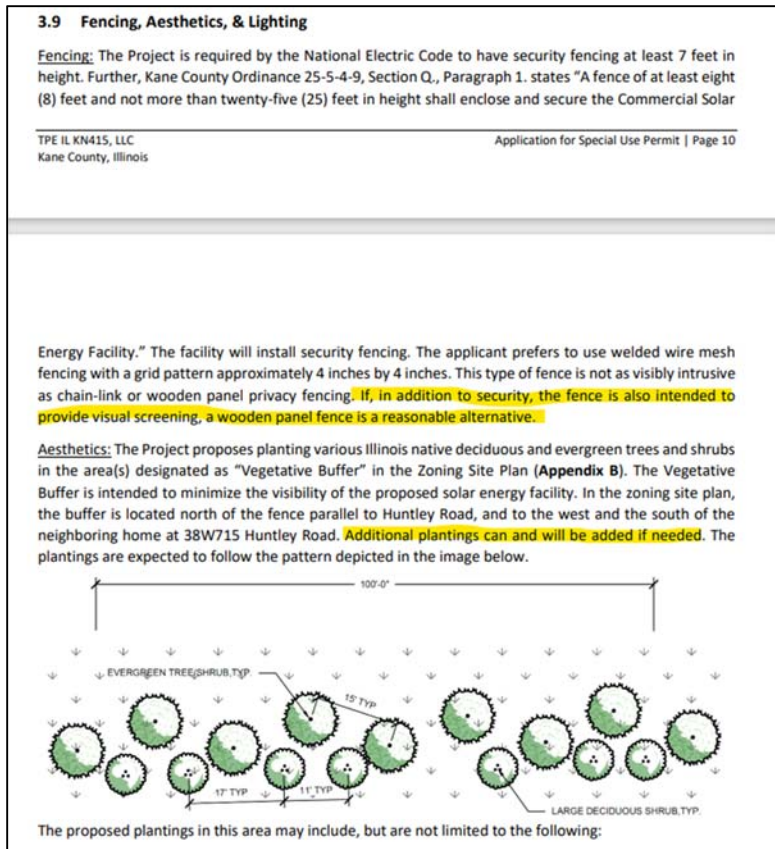 3.9 Fencing, Aesthetics, & Lighting
Fencing: The Project is required by the National Electric Code to have security fencing at least 7 feet in
height. Further, Kane County Ordinance 25-5-4-9, Section Q., Paragraph 1. states “A fence of at least eight
(8) feet and not more than twenty-five (25) feet in height shall enclose and secure the Commercial Solar
TPE IL KN415, LLC
Application for Special Use Permit | Page 10
Kane County, Illinois
Energy Facility.” The facility will install security fencing. The applicant prefers to use welded wire mesh
fencing with a grid pattern approximately 4 inches by 4 inches. This type of fence is not as visibly intrusive
as chain-link or wooden panel privacy fencing. If, in addition to security, the fence is also intended to
provide visual screening, a wooden panel fence is a reasonable alternative.
Aesthetics: The Project proposes planting various Illinois native deciduous and evergreen trees and shrubs
in the area(s) designated as “Vegetative Buffer” in the Zoning Site Plan (Appendix B). The Vegetative
Buffer is intended to minimize the visibility of the proposed solar energy facility. In the zoning site plan,
the buffer is located north of the fence parallel to Huntley Road, and to the west and the south of the
neighboring home at 38W715 Huntley Road. Additional plantings can and will be added if needed. The
plantings are expected to follow the pattern depicted in the image below.
100'-0"
EVERGREEN TREE/SHRUB,TYP.
15' TYP
17' TYP
11' TYP
LARGE DECIDUOUS SHRUB,TYP.
The proposed plantings in this area may include, but are not limited to the following: